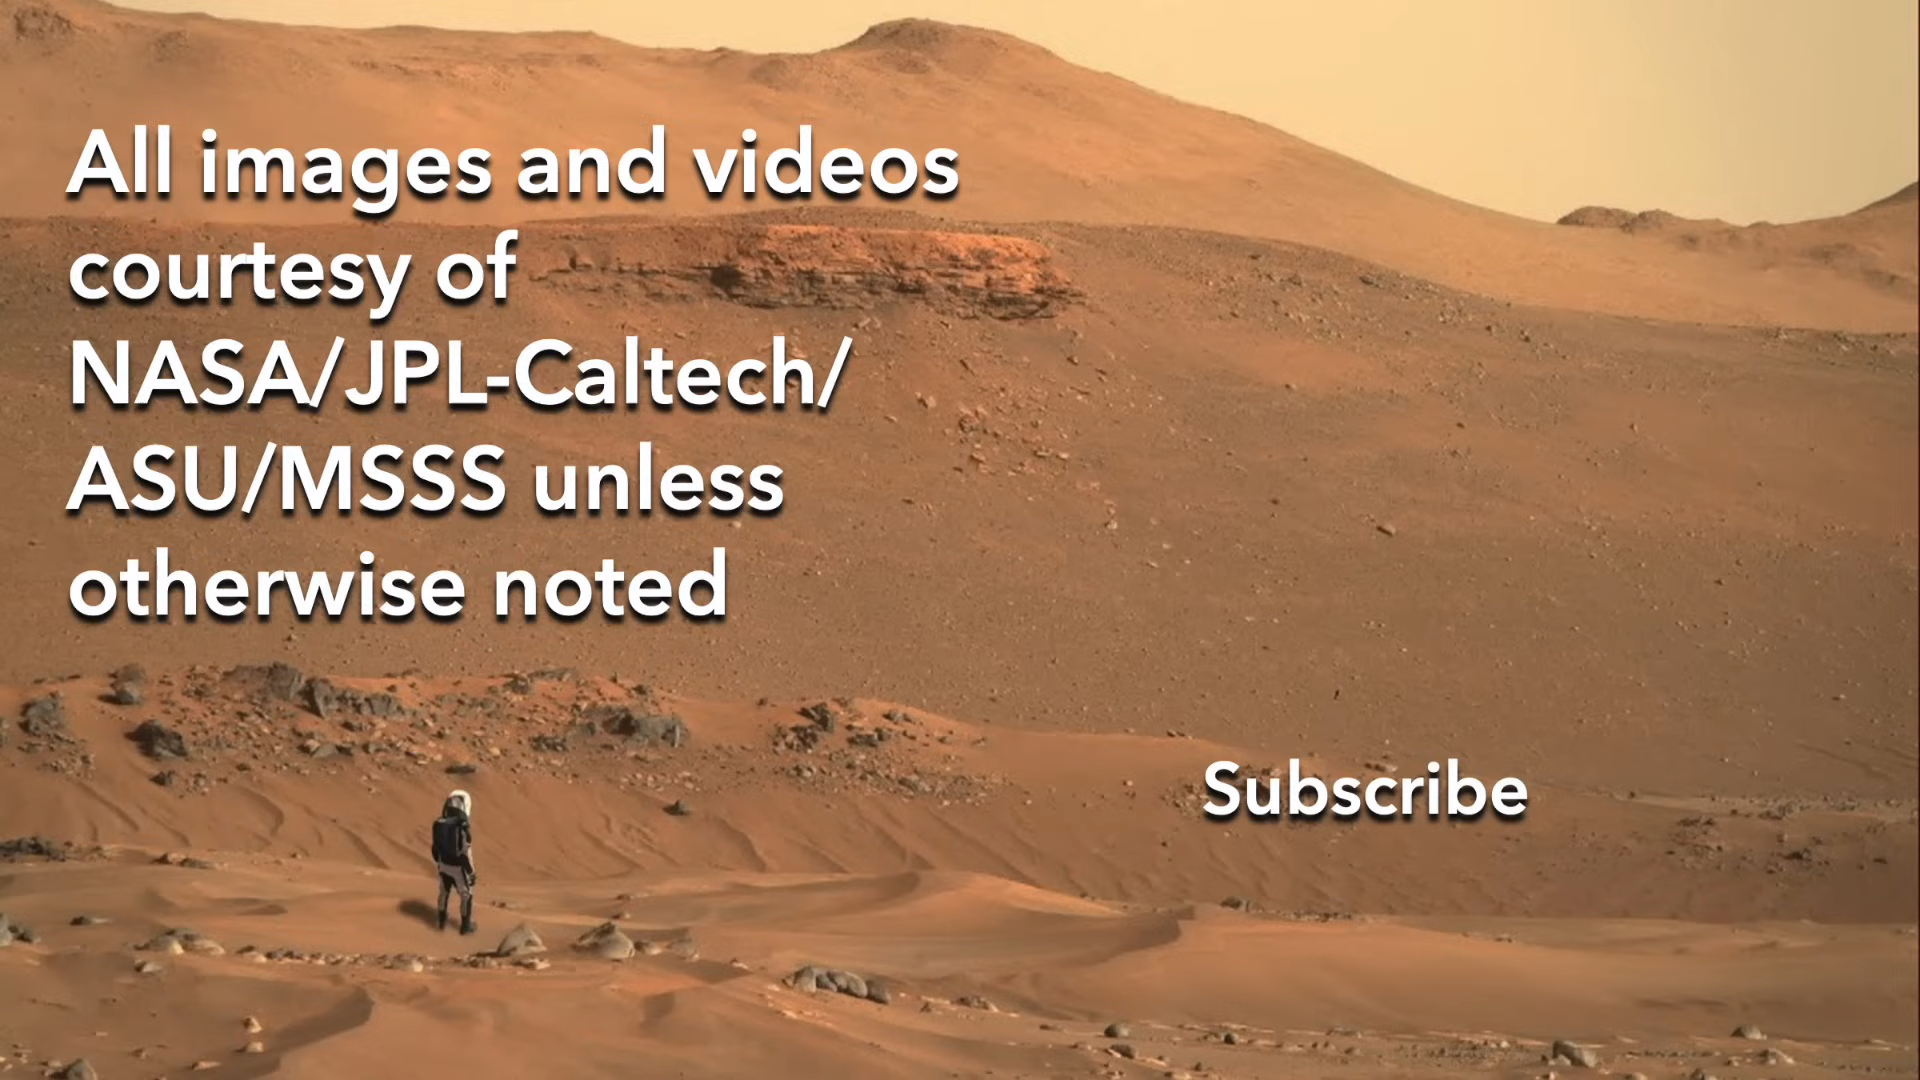 All images and videos
courtesy of
NASA/JPL-Caltech/
ASU/MSSS unless
otherwise noted
Subscribe